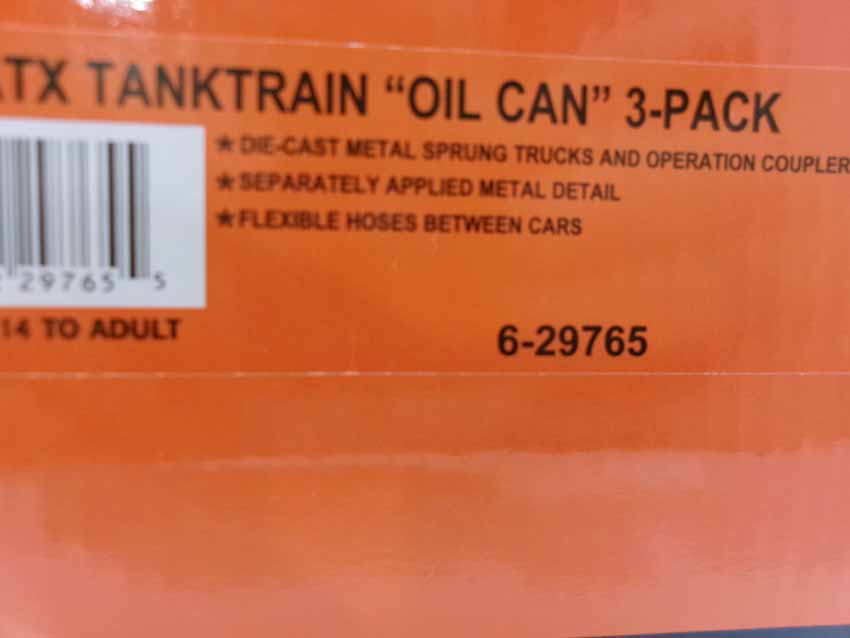 ATX TANKTRAIN “OIL CAN” 3-PACK
★DIE-CAST METAL SPRUNG TRUCKS AND OPERATION COUPLER
★SEPARATELY APPLIED METAL DETAIL
★FLEXIBLE HOSES BETWEEN CARS
29765 5
14 TO ADULT
6-29765